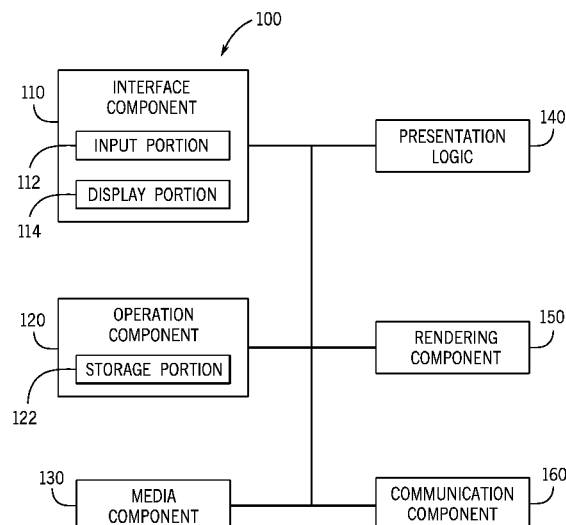 100
110
INTERFACE
COMPONENT
INPUT PORTION
112
DISPLAY PORTION
114
140
PRESENTATION
LOGIC
120
OPERATION
COMPONENT
STORAGE PORTION
122
150
RENDERING
COMPONENT
130
MEDIA
COMPONENT
160
COMMUNICATION
COMPONENT